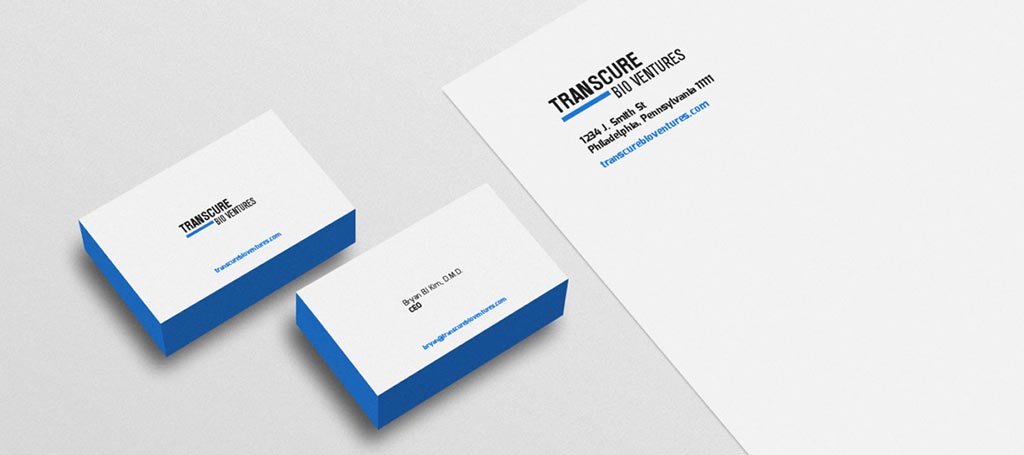 TRANSCURE
BIO VENTURES
transcurebioventures.com
Bryan BJ Kim, D.M.D.
CEO
bryan@transcurebioventures.com
TRANSCURE
BIO VENTURES
1234 J. Smith St
Philadelphia, Pennsylvania 11111
transcurebioventures.com